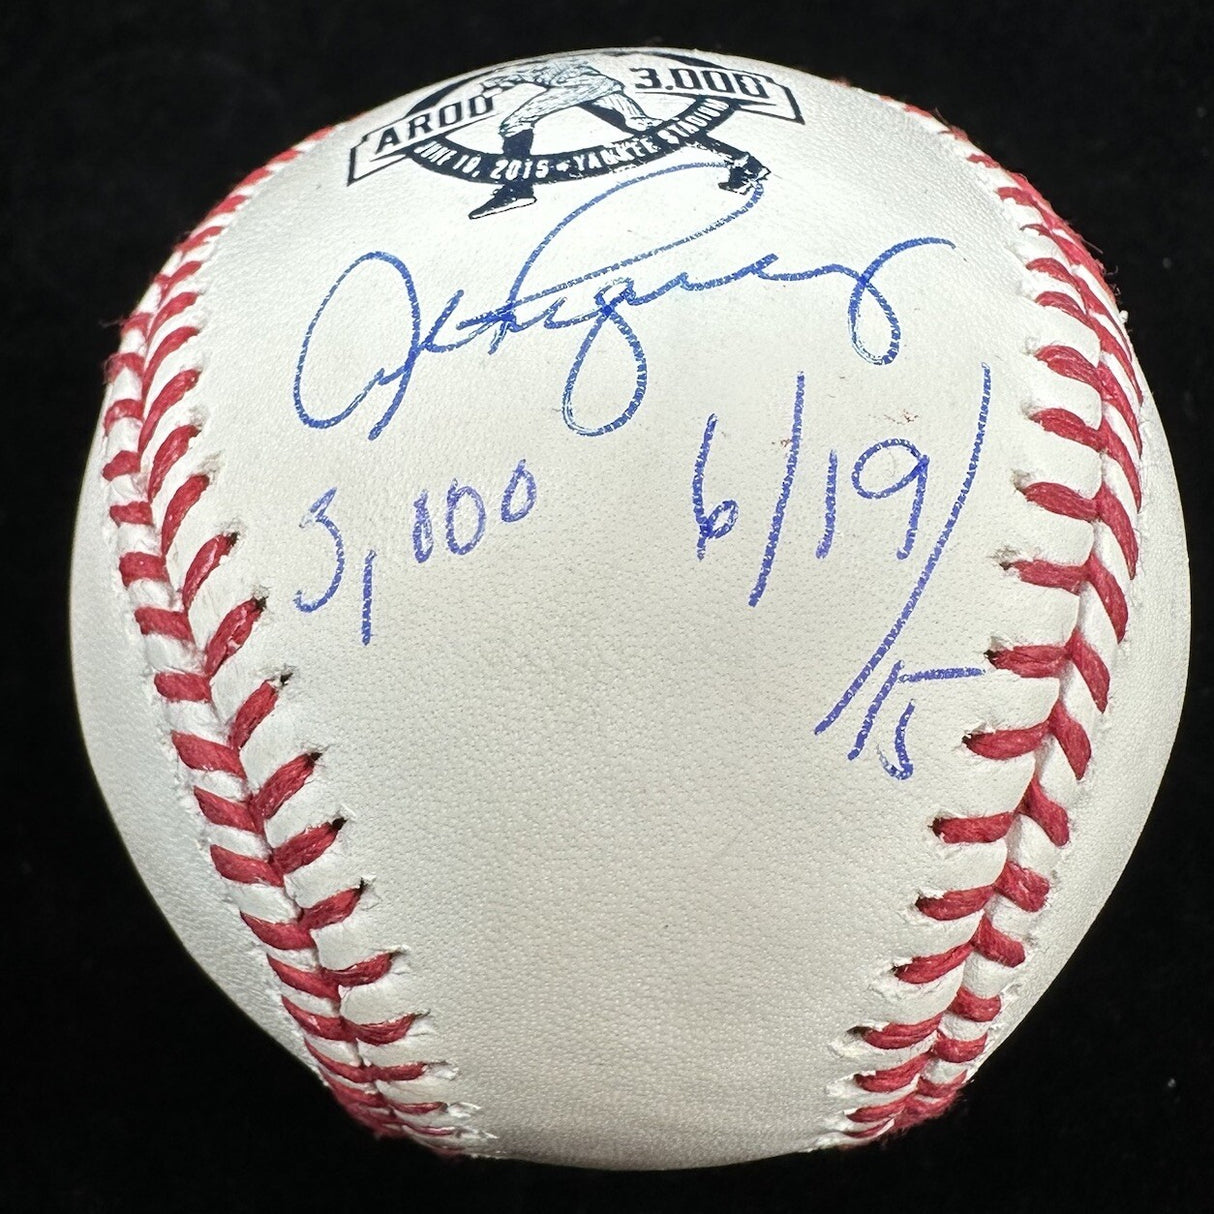 AROD 3,000
JUNE 19, 2015 • YANKEE STADIUM
3,000 6/19/15